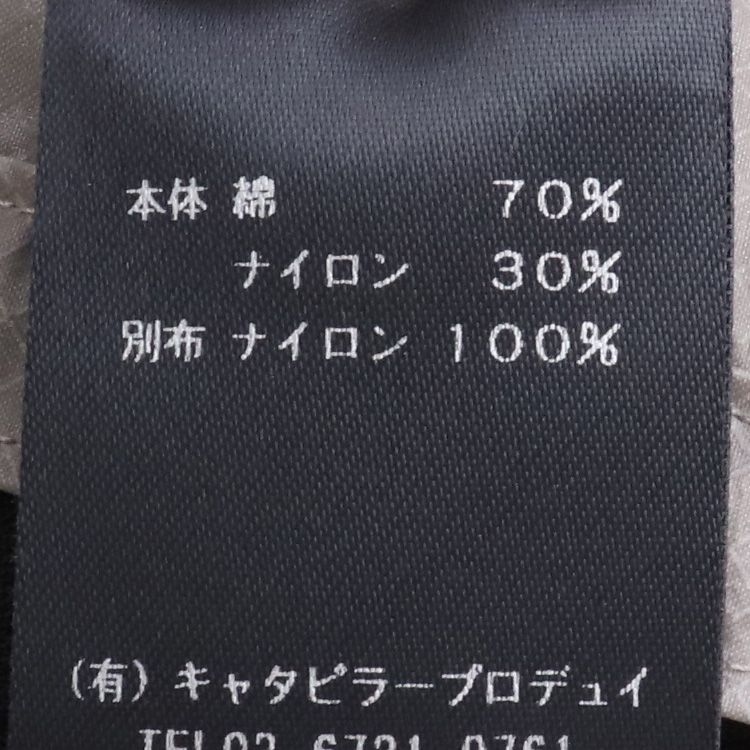 本体 綿 70%
ナイロン 30%
別布 ナイロン 100%
(有)キャタピラープロデュイ